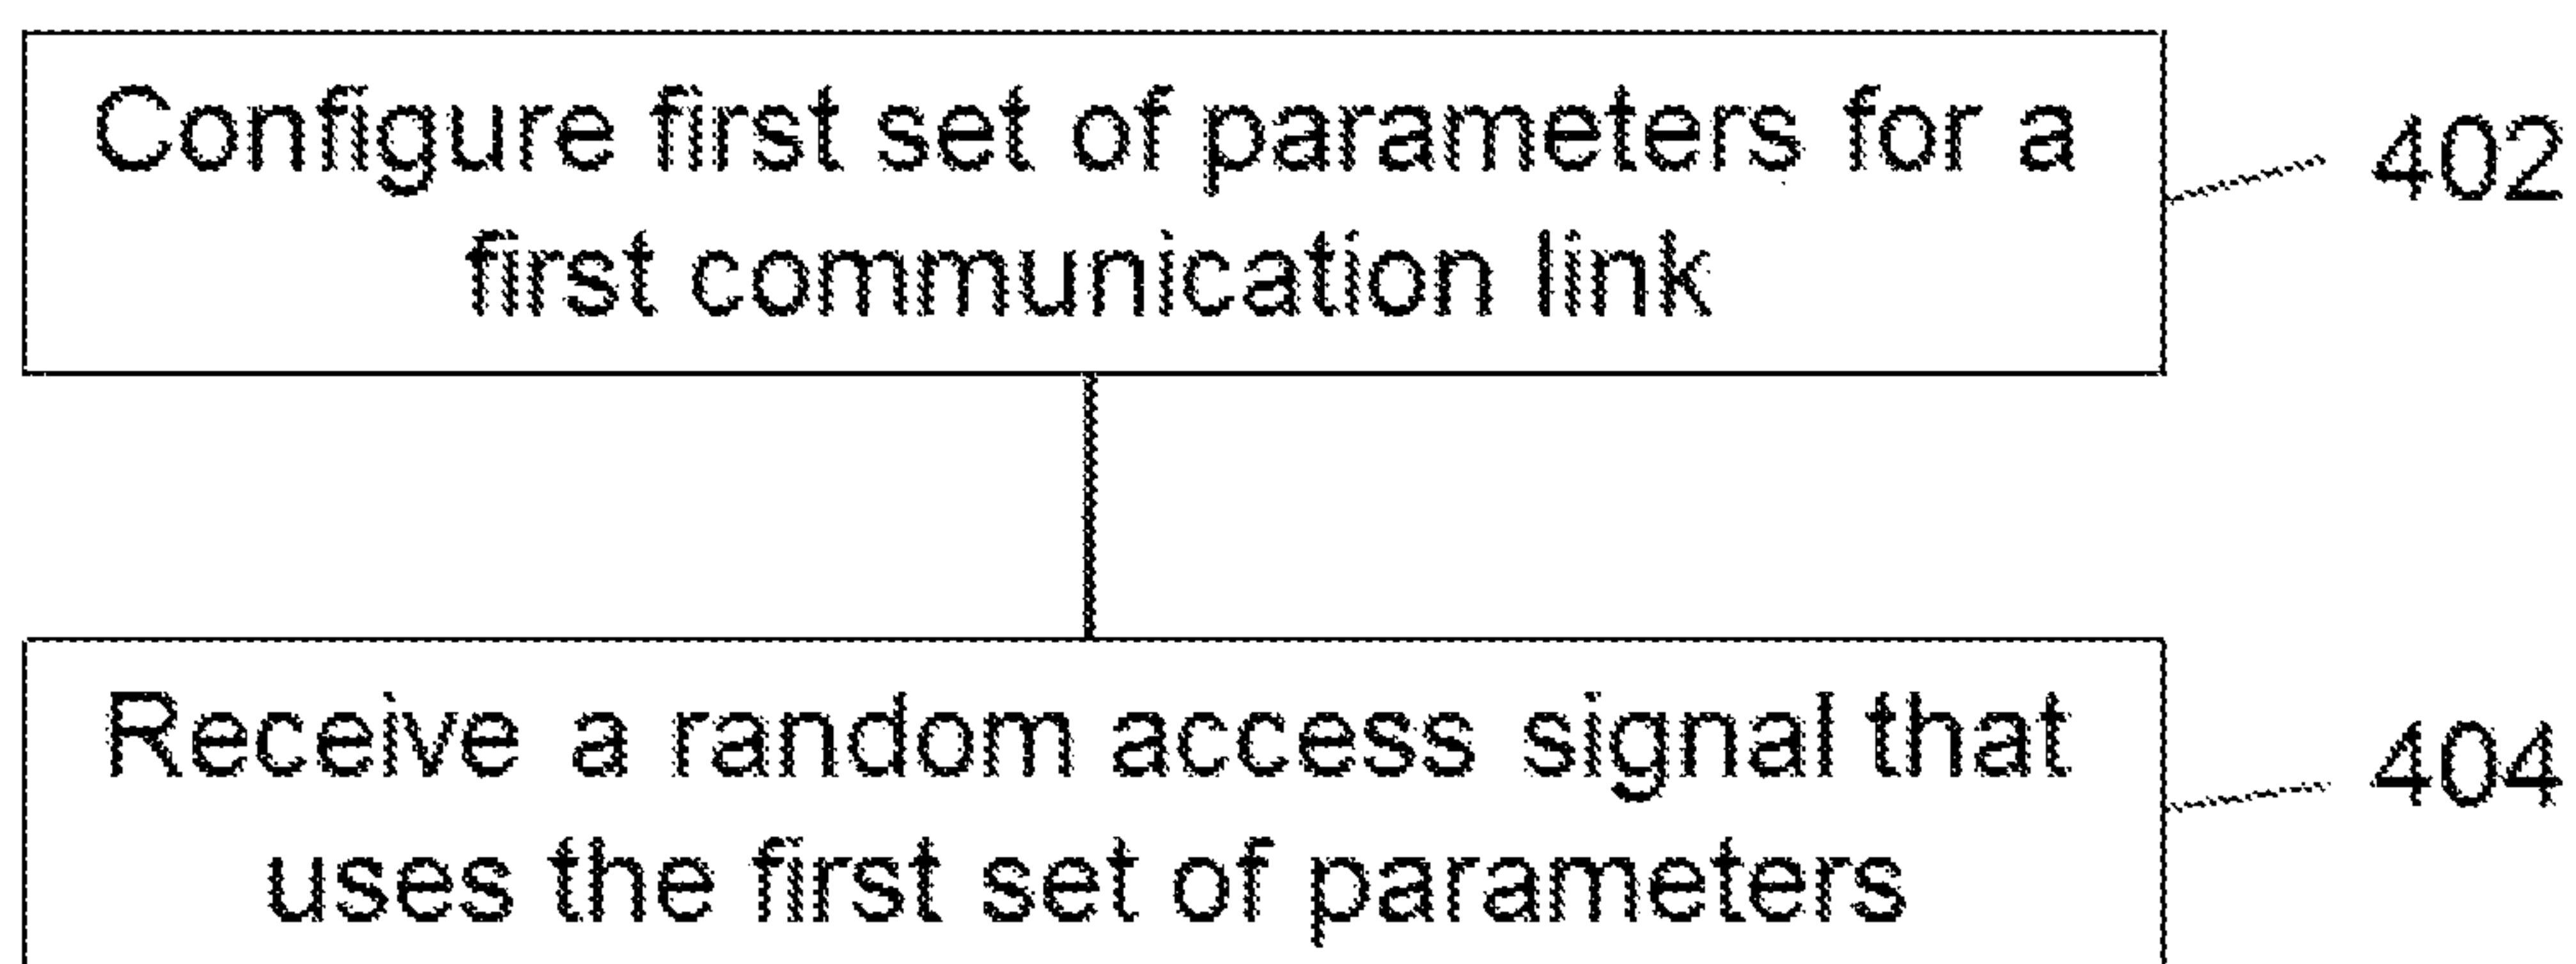 Configure first set of parameters for a
first communication link
402
Receive a random access signal that
uses the first set of parameters
404